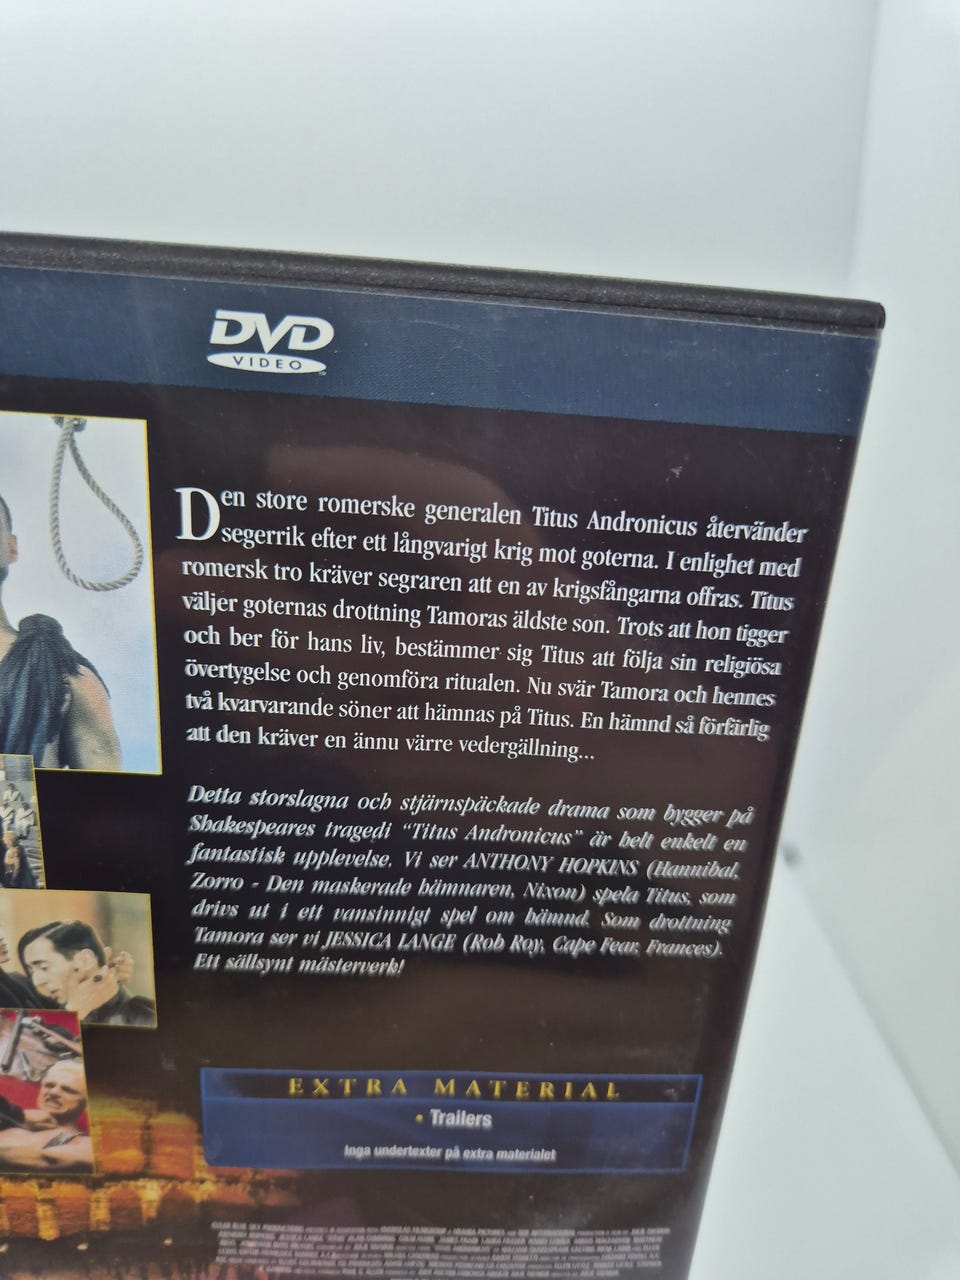 DVD
VIDEO
Den store romerske generalen Titus Andronicus återvänder
segerrik efter ett långvarigt krig mot goterna. I enlighet med
romersk tro kräver segraren att en av krigsfångarna offras. Titus
väljer goternas drottning Tamoras äldste son. Trots att hon tigger
och ber för hans liv, bestämmer sig Titus att följa sin religiösa
övertygelse och genomföra ritualen. Nu svär Tamora och hennes
två kvarvarande söner att hämnas på Titus. En hämnd så förfärlig
att den kräver en ännu värre vedergällning...
Detta storslagna och stjärnspäckade drama som bygger på
Shakespeares tragedi "Titus Andronicus" är helt enkelt en
fantastisk upplevelse. Vi ser ANTHONY HOPKINS (Hannibal,
Zorro - Den maskerade hämnaren, Nixon) spela Titus, som
drivs ut i ett vansinnigt spel om hämnd. Som drottning
Tamora ser vi JESSICA LANGE (Rob Roy, Cape Fear, Frances).
Ett sällsynt mästerverk!
EXTRA MATERIAL
• Trailers
Inga undertexter på extra materialet